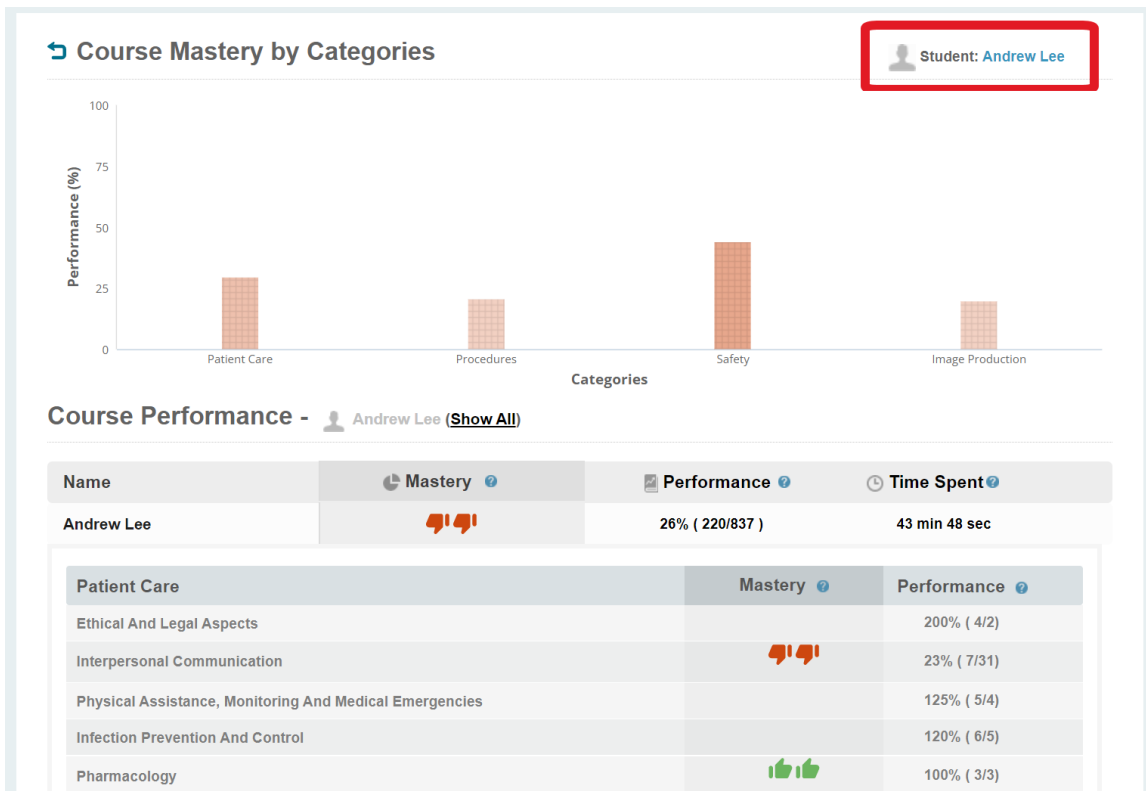 Course Mastery by Categories
Student: Andrew Lee
100
75
50
25
0
Performance (%)
Patient Care
Procedures
Safety
Image Production
Categories
Course Performance - Andrew Lee (Show All)
Name Mastery ? Performance ? Time Spent ?
Andrew Lee 26% ( 220/837 ) 43 min 48 sec
Patient Care Mastery ? Performance ?
Ethical And Legal Aspects 200% ( 4/2)
Interpersonal Communication 23% ( 7/31)
Physical Assistance, Monitoring And Medical Emergencies 125% ( 5/4)
Infection Prevention And Control 120% ( 6/5)
Pharmacology 100% ( 3/3)